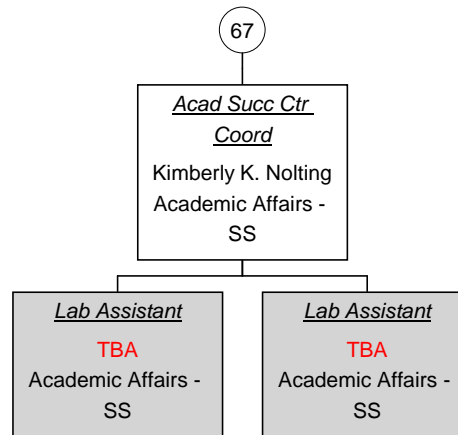 67
Acad Succ Ctr
Coord
Kimberly K. Nolting
Academic Affairs -
SS
Lab Assistant
TBA
Academic Affairs -
SS
Lab Assistant
TBA
Academic Affairs -
SS